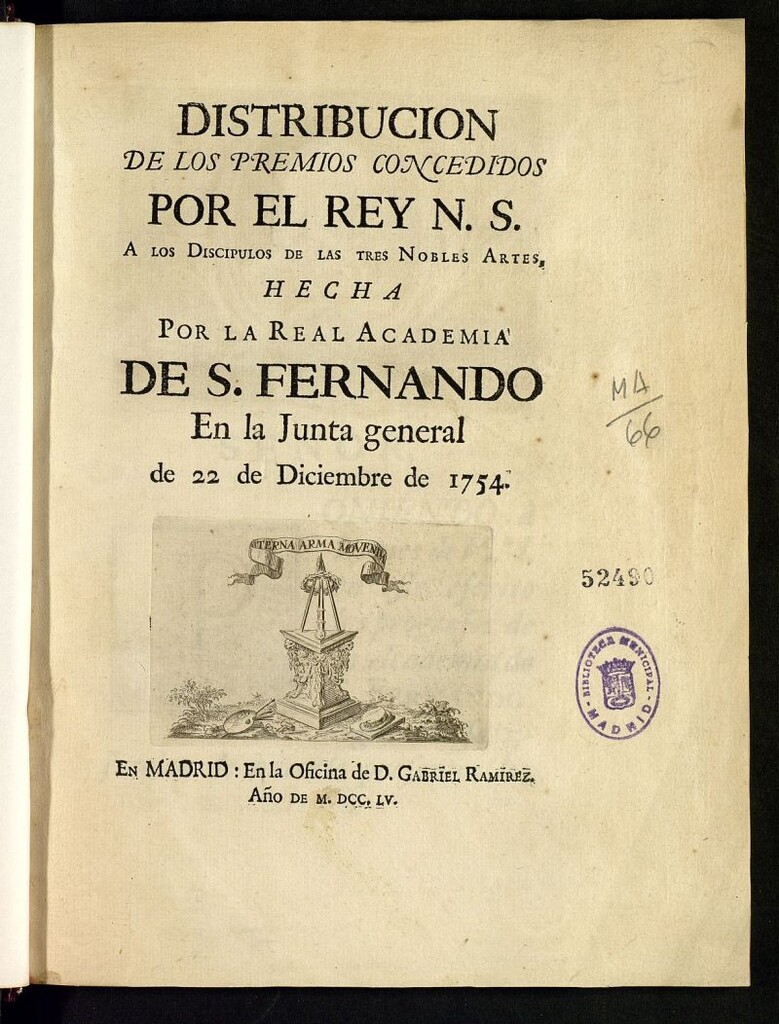 DISTRIBUCION
DE LOS PREMIOS CONCEDIDOS
POR EL REY N. S.
A LOS DISCIPULOS DE LAS TRES NOBLES ARTES,
HECHA
POR LA REAL ACADEMIA
DE S. FERNANDO
En la Junta general
de 22 de Diciembre de 1754.
TERNA ARMA MOVENDI
EN MADRID : En la Oficina de D. GABRIEL RAMIREZ.
Año DE M. DCC. LV.
MA
66
52490
BIBLIOTECA MUNICIPAL
- MADRID -